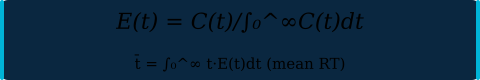 E(t) = C(t)/∫₀^∞C(t)dt
t̄ = ∫₀^∞ t·E(t)dt (mean RT)